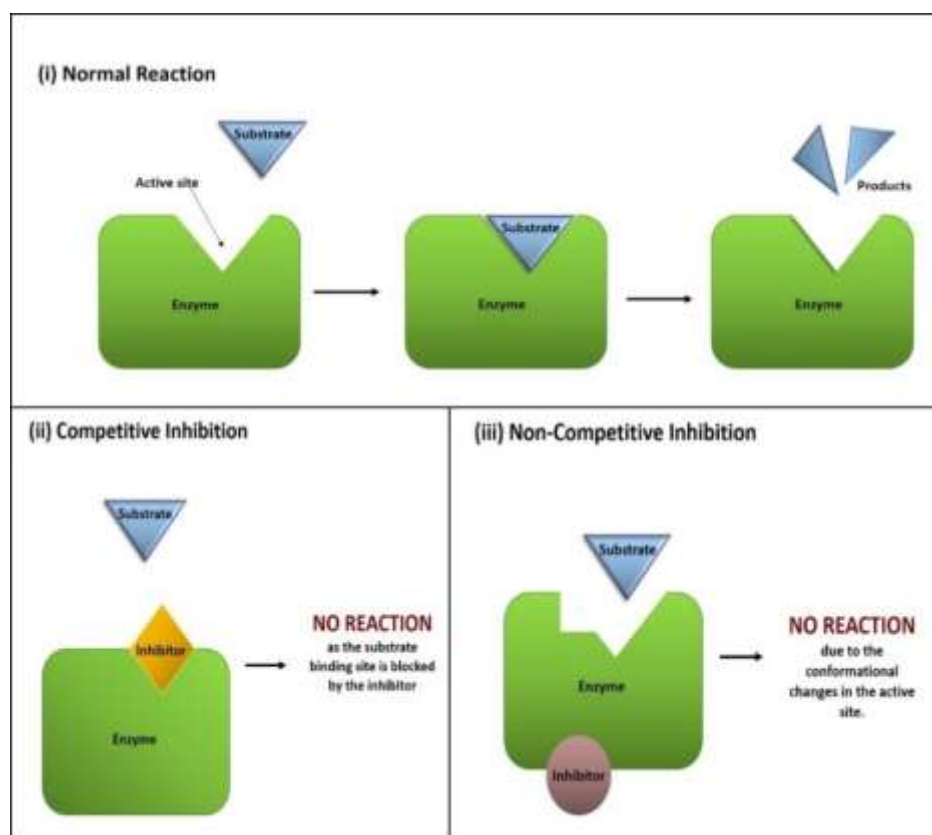 (i) Normal Reaction
Substrate
Active site
Products
Substrate
Enzyme
Enzyme
Enzyme
(ii) Competitive Inhibition
Substrate
Inhibitor
NO REACTION
as the substrate
binding site is blocked
by the inhibitor
Enzyme
(iii) Non-Competitive Inhibition
Substrate
NO REACTION
due to the
conformational
changes in the active
site.
Enzyme
Inhibitor